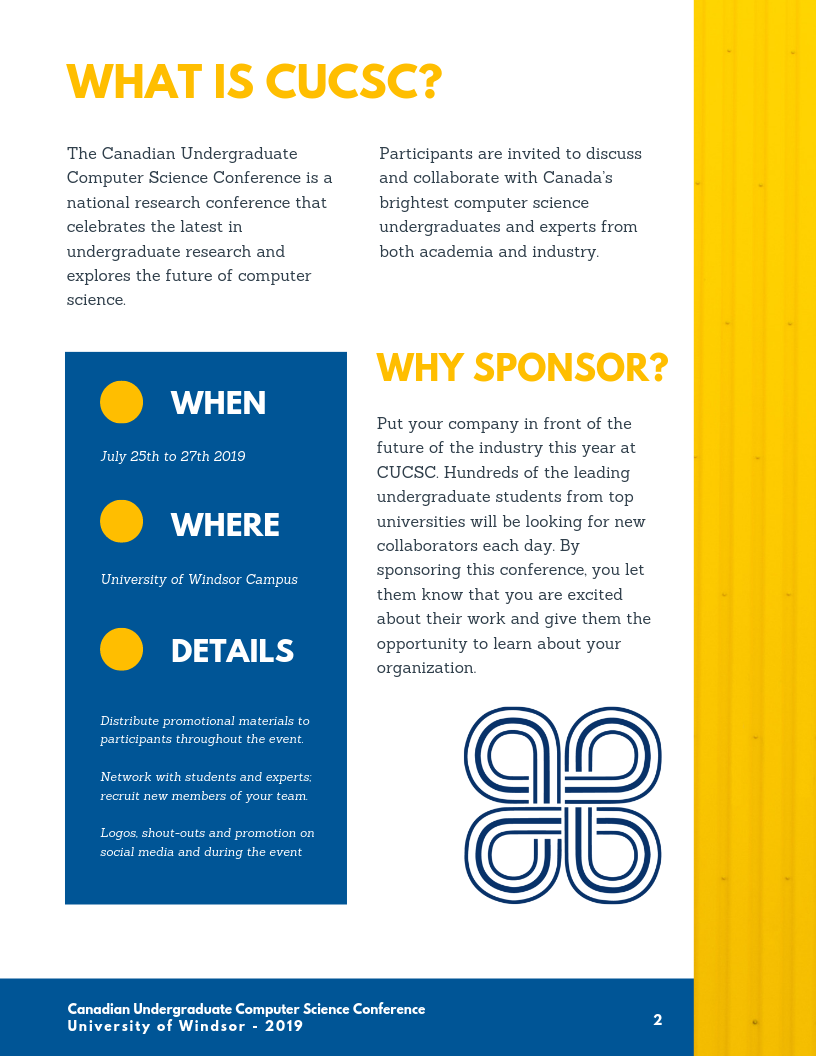 WHAT IS CUCSC?
The Canadian Undergraduate
Computer Science Conference is a
national research conference that
celebrates the latest in
undergraduate research and
explores the future of computer
science.
Participants are invited to discuss
and collaborate with Canada's
brightest computer science
undergraduates and experts from
both academia and industry.
WHEN
July 25th to 27th 2019
WHERE
University of Windsor Campus
DETAILS
Distribute promotional materials to
participants throughout the event.
Network with students and experts;
recruit new members of your team.
Logos, shout-outs and promotion on
social media and during the event
WHY SPONSOR?
Put your company in front of the
future of the industry this year at
CUCSC. Hundreds of the leading
undergraduate students from top
universities will be looking for new
collaborators each day. By
sponsoring this conference, you let
them know that you are excited
about their work and give them the
opportunity to learn about your
organization.
Canadian Undergraduate Computer Science Conference
University of Windsor - 2019
2